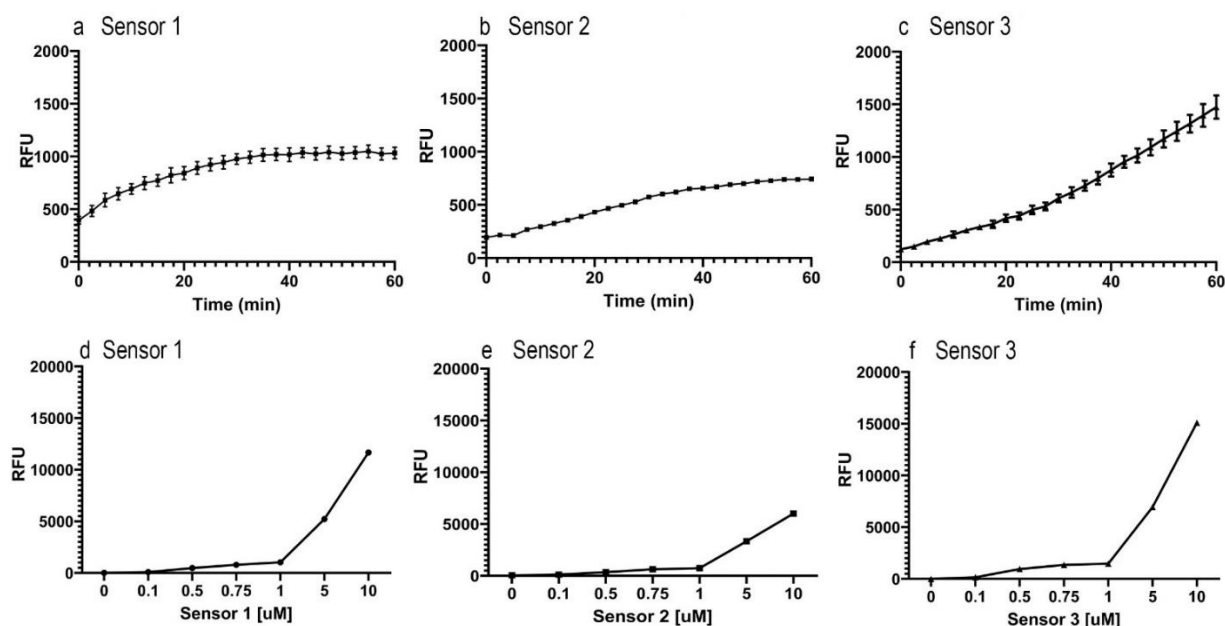 a Sensor 1
2000
1500
1000
500
0
RFU
0 20 40 60
Time (min)
b Sensor 2
2000
1500
1000
500
0
RFU
0 20 40 60
Time (min)
c Sensor 3
2000
1500
1000
500
0
RFU
0 20 40 60
Time (min)
d Sensor 1
20000
15000
10000
5000
0
RFU
0 0.1 0.5 0.75 1 5 10
Sensor 1 [uM]
e Sensor 2
20000
15000
10000
5000
0
RFU
0 0.1 0.5 0.75 1 5 10
Sensor 2 [uM]
f Sensor 3
20000
15000
10000
5000
0
RFU
0 0.1 0.5 0.75 1 5 10
Sensor 3 [uM]